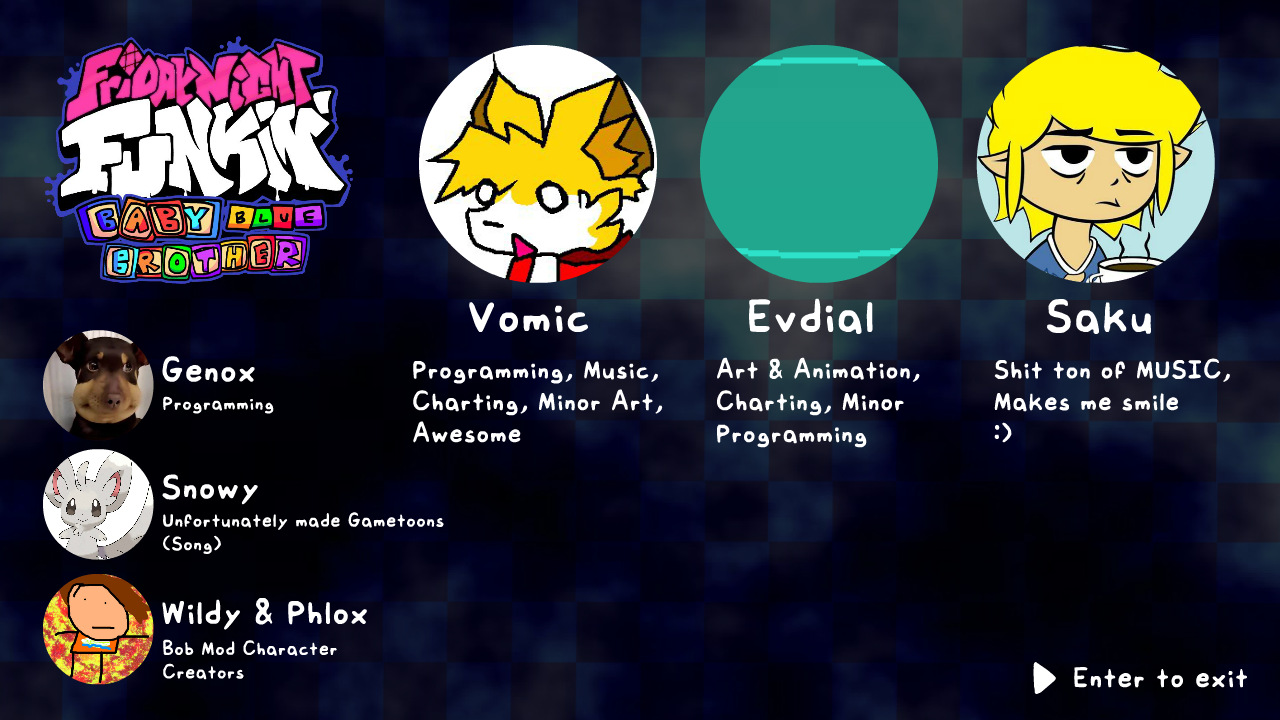 FRiDAY NiGHT
FUNKiN'
BABY BLUE
BROTHER
Vomic
Programming, Music,
Charting, Minor Art,
Awesome
Evdial
Art & Animation,
Charting, Minor
Programming
Saku
Shit ton of MUSIC,
Makes me smile
:)
Genox
Programming
Snowy
Unfortunately made Gametoons
(Song)
Wildy & Phlox
Bob Mod Character
Creators
Enter to exit